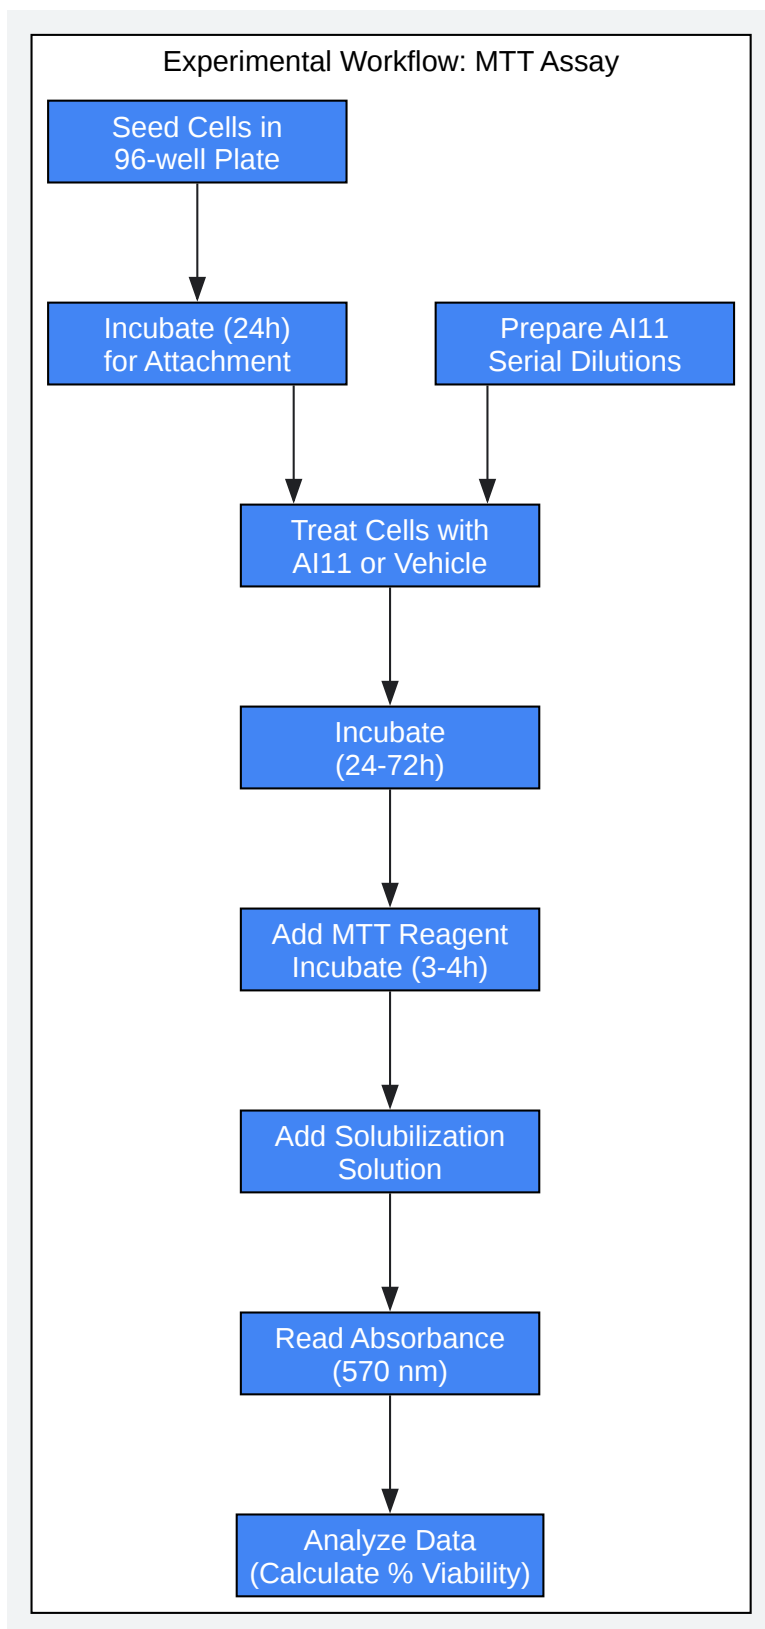 Experimental Workflow: MTT Assay
Seed Cells in
96-well Plate
Incubate (24h)
for Attachment
Prepare AI11
Serial Dilutions
Treat Cells with
AI11 or Vehicle
Incubate
(24-72h)
Add MTT Reagent
Incubate (3-4h)
Add Solubilization
Solution
Read Absorbance
(570 nm)
Analyze Data
(Calculate % Viability)